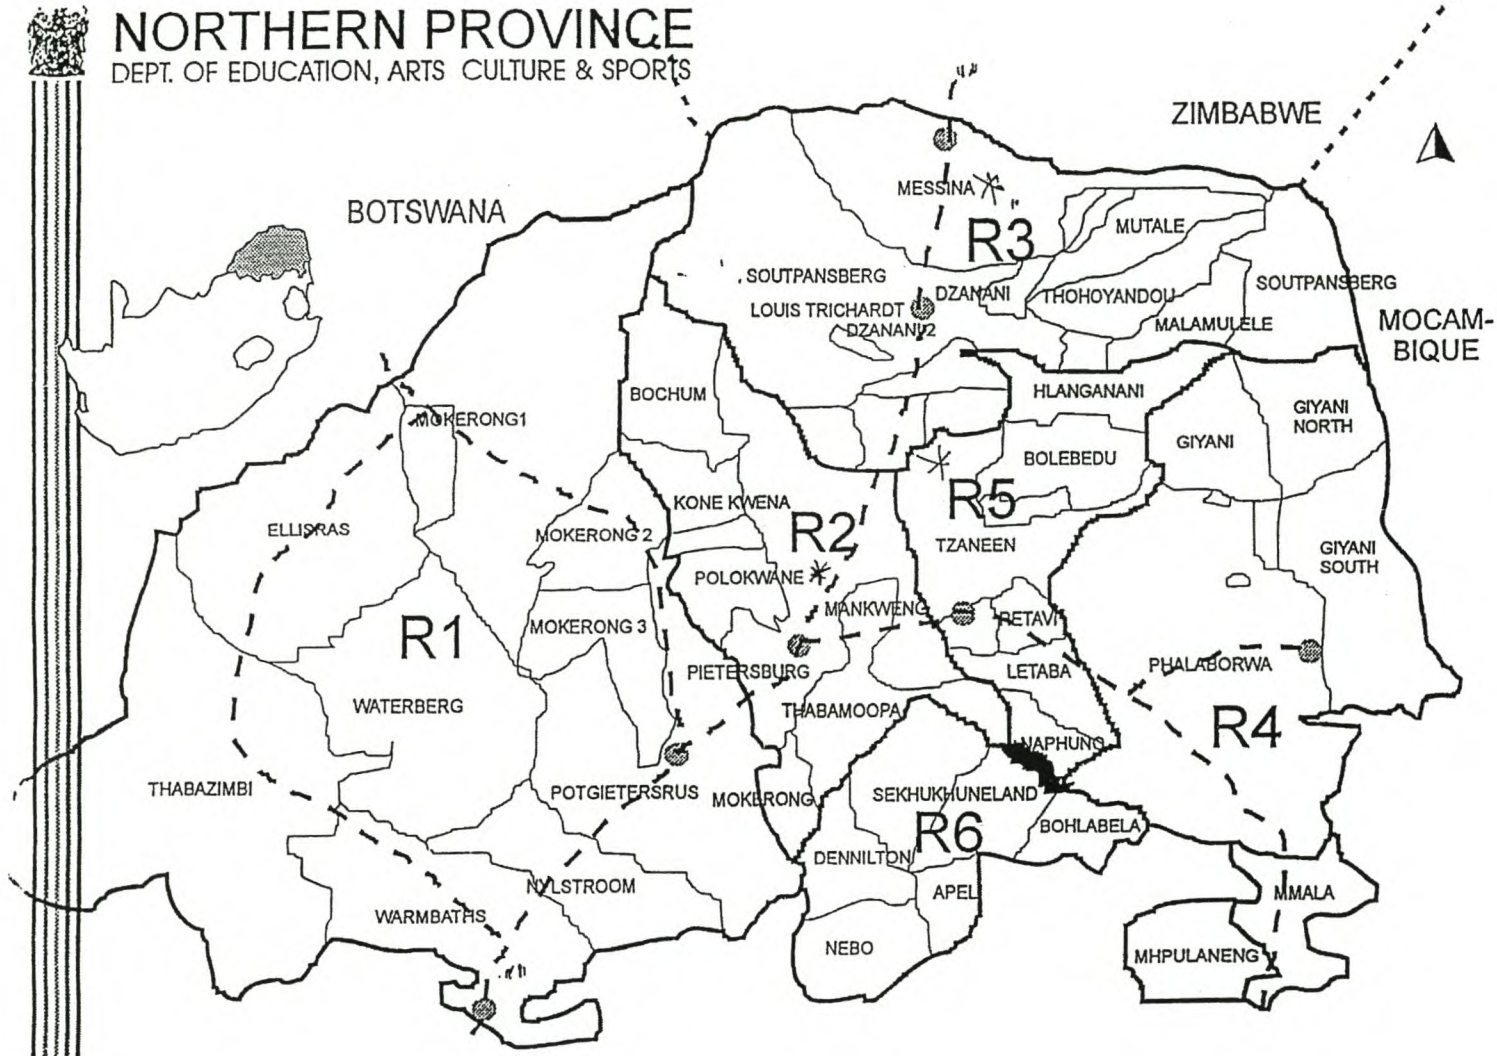 NORTHERN PROVINCE
DEPT. OF EDUCATION, ARTS CULTURE & SPORTS
ZIMBABWE
BOTSWANA
MESSINA
R3
MUTALE
SOUTPANSBERG
DZANANI
THOHOYANDOU
SOUTPANSBERG
LOUIS TRICHARDT
DZANANI 2
MALAMULELE
MOCAM-
BIQUE
BOCHUM
HLANGANANI
MOKERONG1
GIYANI
NORTH
GIYANI
BOLEBEDU
KONE KWENA
R5
ELLISRAS
MOKERONG 2
R2
TZANEEN
GIYANI
SOUTH
POLOKWANE
MANKWENG
RETAVI
R1
MOKERONG 3
PIETERSBURG
LETABA
PHALABORWA
WATERBERG
THABAMOOPA
R4
NAPHUNO
THABAZIMBI
POTGIETERSRUS
MOKERONG
SEKHUKHUNELAND
R6
BOHLABELA
DENNILTON
NYLSTROOM
APEL
MMALA
WARMBATHS
NEBO
MHPULANENG